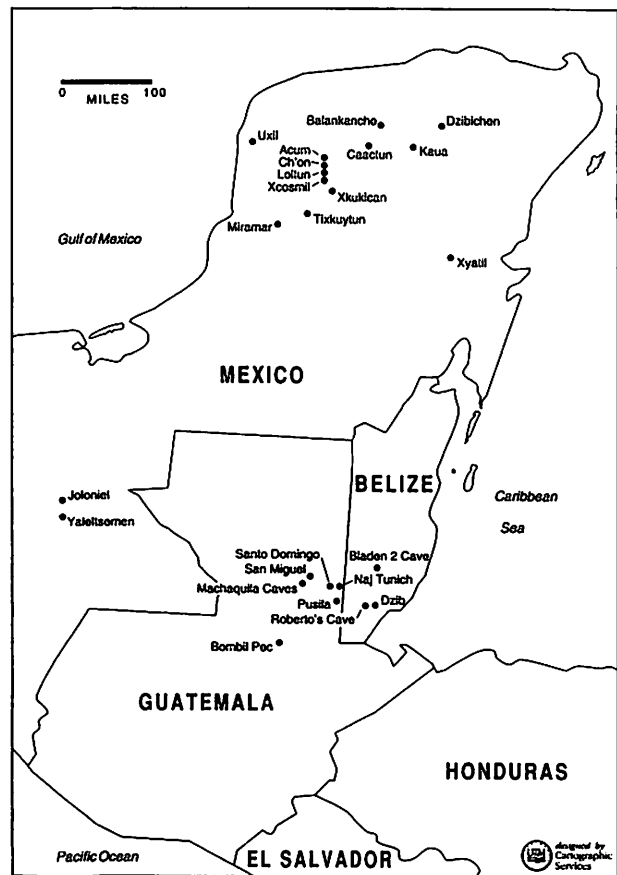 0 100
MILES
Balankanche
Dzibichen
Uxil
Acum
Caactun
Kaua
Ch'on
Loltun
Xcosmil
Xkukican
Tixkuytun
Miramar
Gulf of Mexico
Xyatil
MEXICO
BELIZE
Joloniel
Yaleltsemen
Caribbean
Sea
Santo Domingo
Bladen 2 Cave
San Miguel
Naj Tunich
Machaquila Caves
Pusila
Dzib
Roberto's Cave
Bombil Pec
GUATEMALA
HONDURAS
Pacific Ocean
EL SALVADOR
designed by
Cartographic
Services